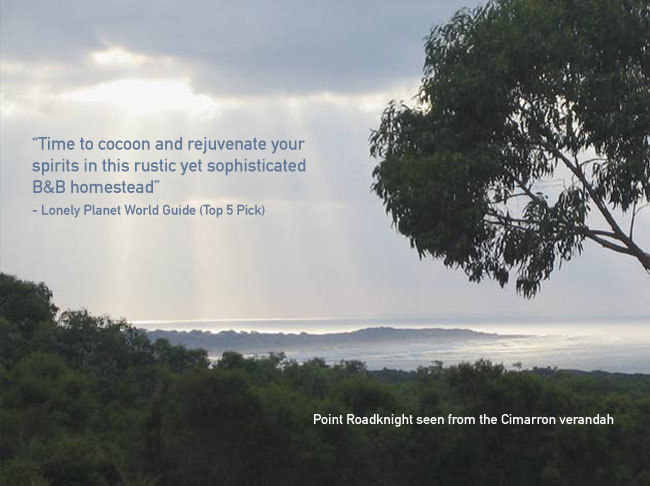 “Time to cocoon and rejuvenate your
spirits in this rustic yet sophisticated
B&B homestead”
- Lonely Planet World Guide (Top 5 Pick)
Point Roadknight seen from the Cimarron verandah